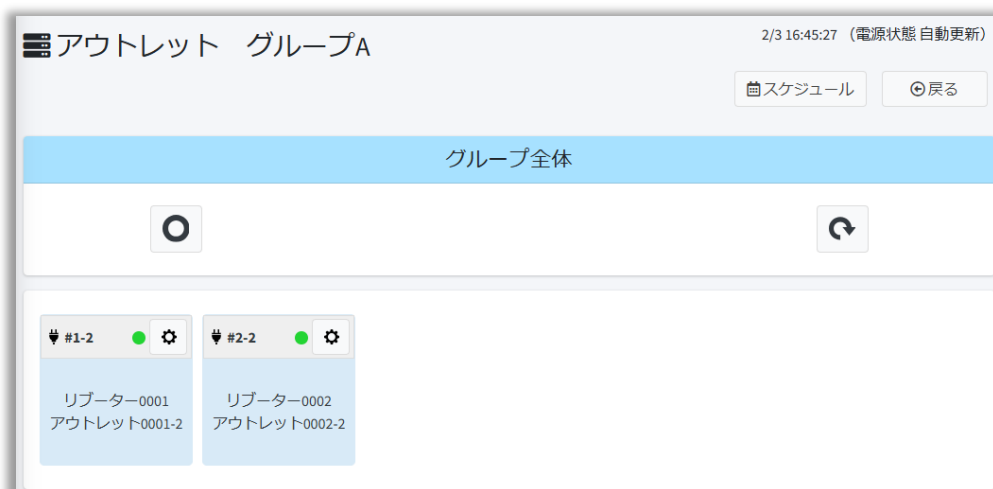 アウトレット　グループA
2/3 16:45:27 （電源状態 自動更新）
スケジュール
戻る
グループ全体
#1-2
リブーター0001
アウトレット0001-2
#2-2
リブーター0002
アウトレット0002-2